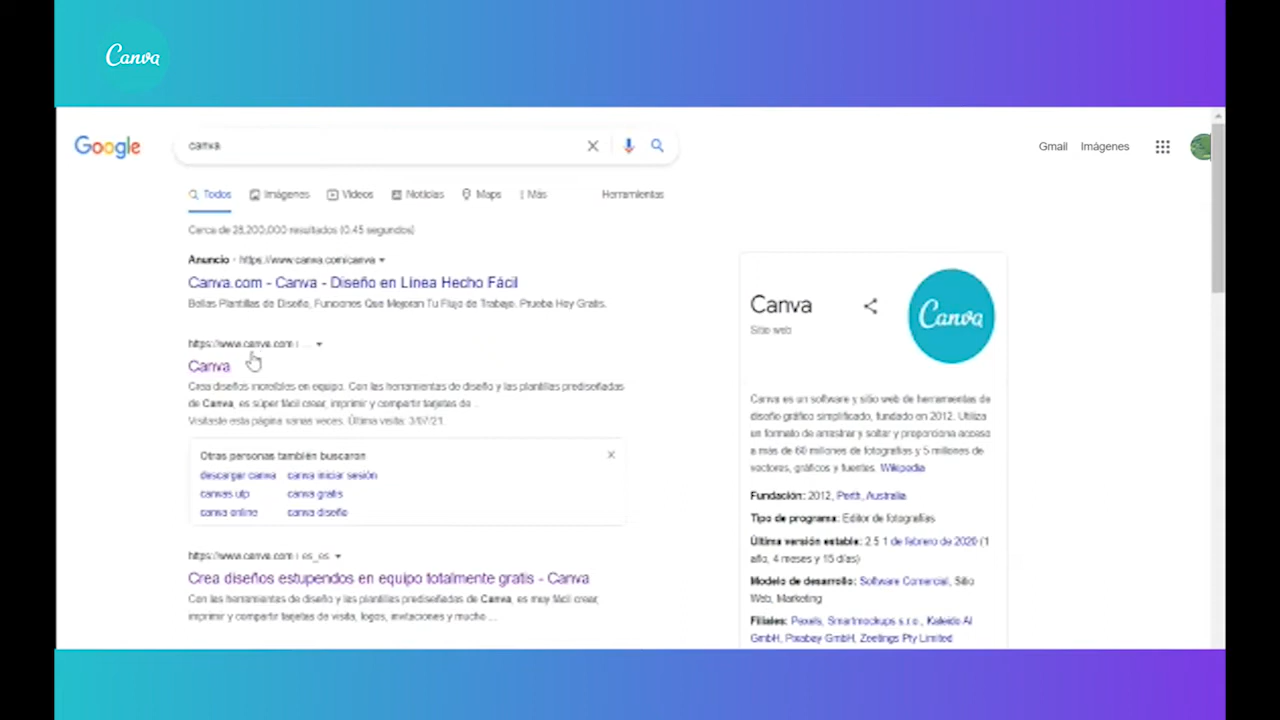 Canva
Google
canva
Gmail
Imágenes
Todos
Imágenes
Videos
Noticias
Maps
Más
Herramientas
Cerca de 28,200,000 resultados (0.45 segundos)
Anuncio · https://www.canva.com/canva
Canva.com - Canva - Diseño en Línea Hecho Fácil
Bellas Plantillas de Diseño, Funciones Que Mejoran Tu Flujo de Trabajo. Prueba Hoy Gratis.
https://www.canva.com › ...
Canva
Crea diseños increíbles en equipo. Con las herramientas de diseño y las plantillas prediseñadas
de Canva, es súper fácil crear, imprimir y compartir tarjetas de ...
Visitaste esta página varias veces. Última visita: 3/07/21.
Otras personas también buscaron
descargar canva
canva iniciar sesión
canvas utp
canva gratis
canva online
canva diseño
https://www.canva.com › es_es
Crea diseños estupendos en equipo totalmente gratis - Canva
Con las herramientas de diseño y las plantillas prediseñadas de Canva, es muy fácil crear,
imprimir y compartir tarjetas de visita, logos, invitaciones y mucho ...
Canva
Sitio web
Canva
Canva es un software y sitio web de herramientas de
diseño gráfico simplificado, fundado en 2012. Utiliza
un formato de arrastrar y soltar y proporciona acceso
a más de 60 millones de fotografías y 5 millones de
vectores, gráficos y fuentes. Wikipedia
Fundación: 2012, Perth, Australia
Tipo de programa: Editor de fotografías
Última versión estable: 2.5 1 de febrero de 2020 (1
año, 4 meses y 15 días)
Modelo de desarrollo: Software Comercial, Sitio
Web, Marketing
Filiales: Pexels, Smartmockups s.r.o., Kaleido AI
GmbH, Pixabay GmbH, Zeetings Pty Limited